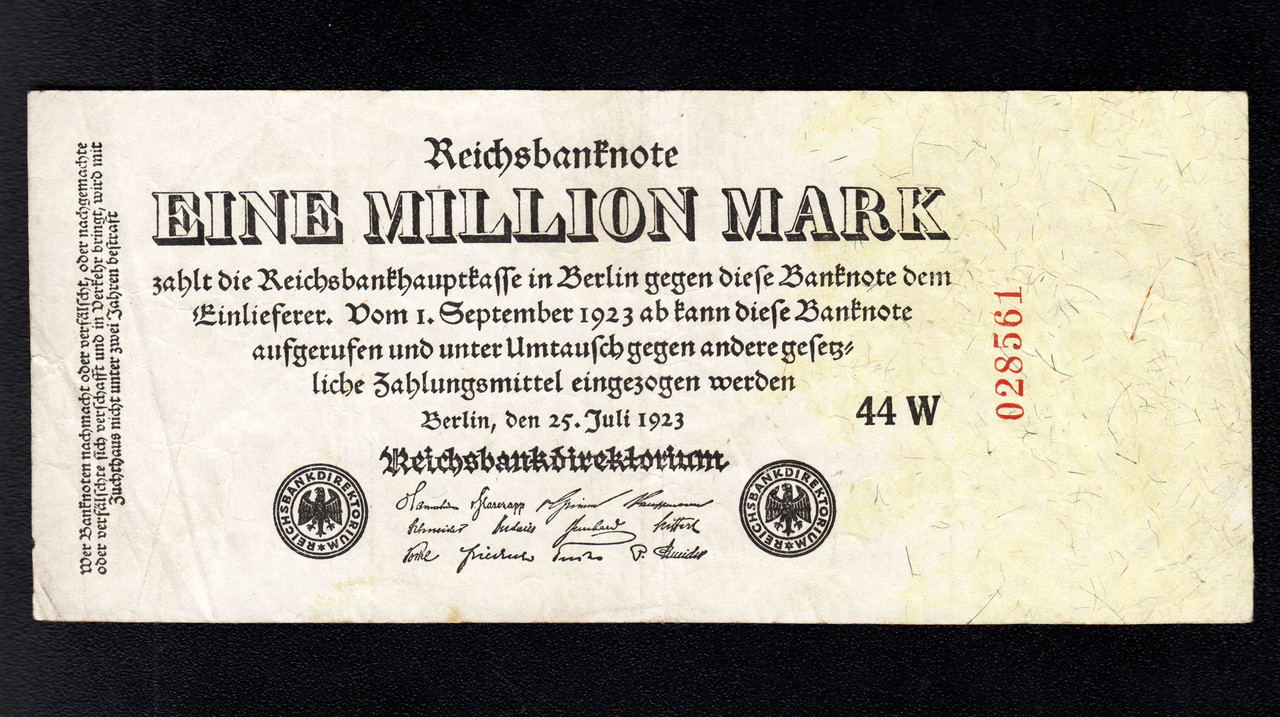 Reichsbanknote
EINE MILLION MARK
zahlt die Reichsbankhauptkasse in Berlin gegen diese Banknote dem
Einlieferer. Vom 1. September 1923 ab kann diese Banknote
aufgerufen und unter Umtausch gegen andere gesetz-
liche Zahlungsmittel eingezogen werden
Berlin, den 25. Juli 1923
44 W
028561
Reichsbankdirektorium
REICHSBANKDIREKTORIUM
REICHSBANKDIREKTORIUM
Wer Banknoten nachmacht oder verfälscht, oder nachgemachte
oder verfälschte sich verschafft und in Verkehr bringt, wird mit
Zuchthaus nicht unter zwei Jahren bestraft